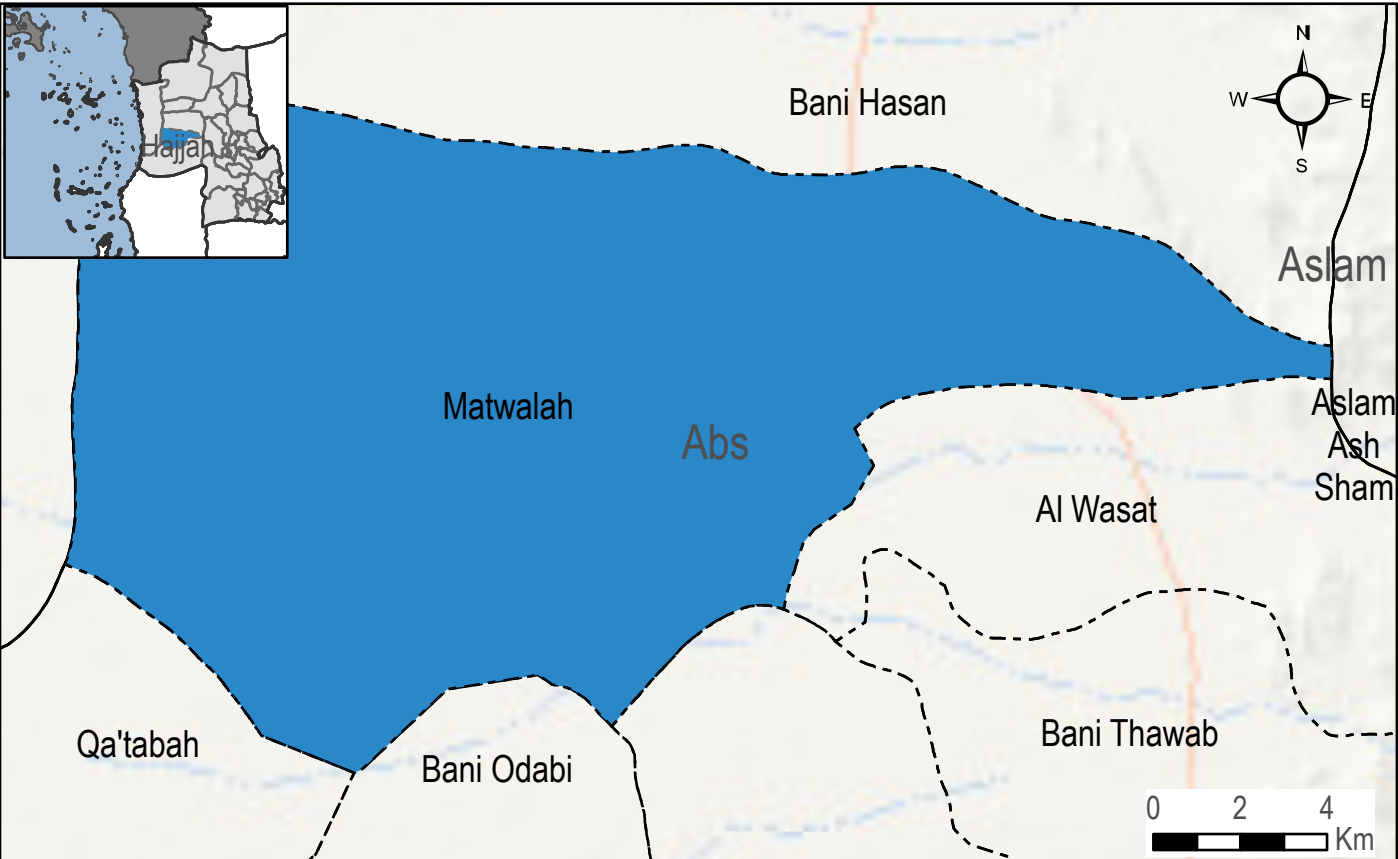 N
Bani Hasan
W
E
S
Hajjah
Aslam
Matwalah
Aslam
Ash
Sham
Abs
Al Wasat
Qa'tabah
Bani Odabi
Bani Thawab
0 2 4
Km